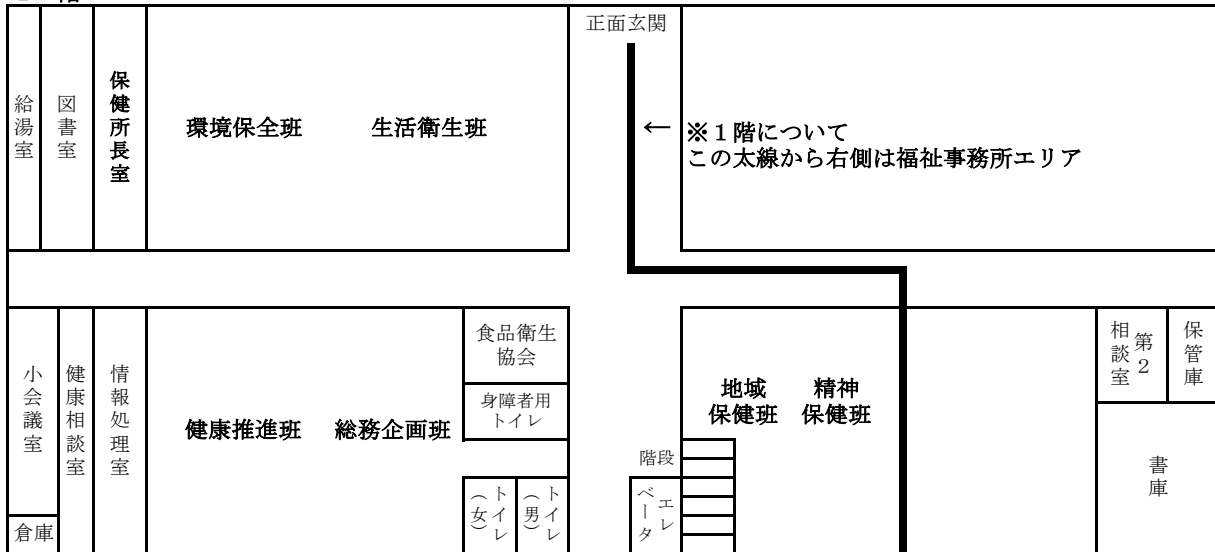 正面玄関
給湯室
図書室
保健所長室
環境保全班
生活衛生班
← ※1階について
この太線から右側は福祉事務所エリア
小会議室
倉庫
健康相談室
情報処理室
健康推進班
総務企画班
食品衛生
協会
身障者用
トイレ
トイレ
(女)
トイレ
(男)
階段
エレ
ベータ
地域
保健班
精神
保健班
第2
相談室
保管庫
書庫